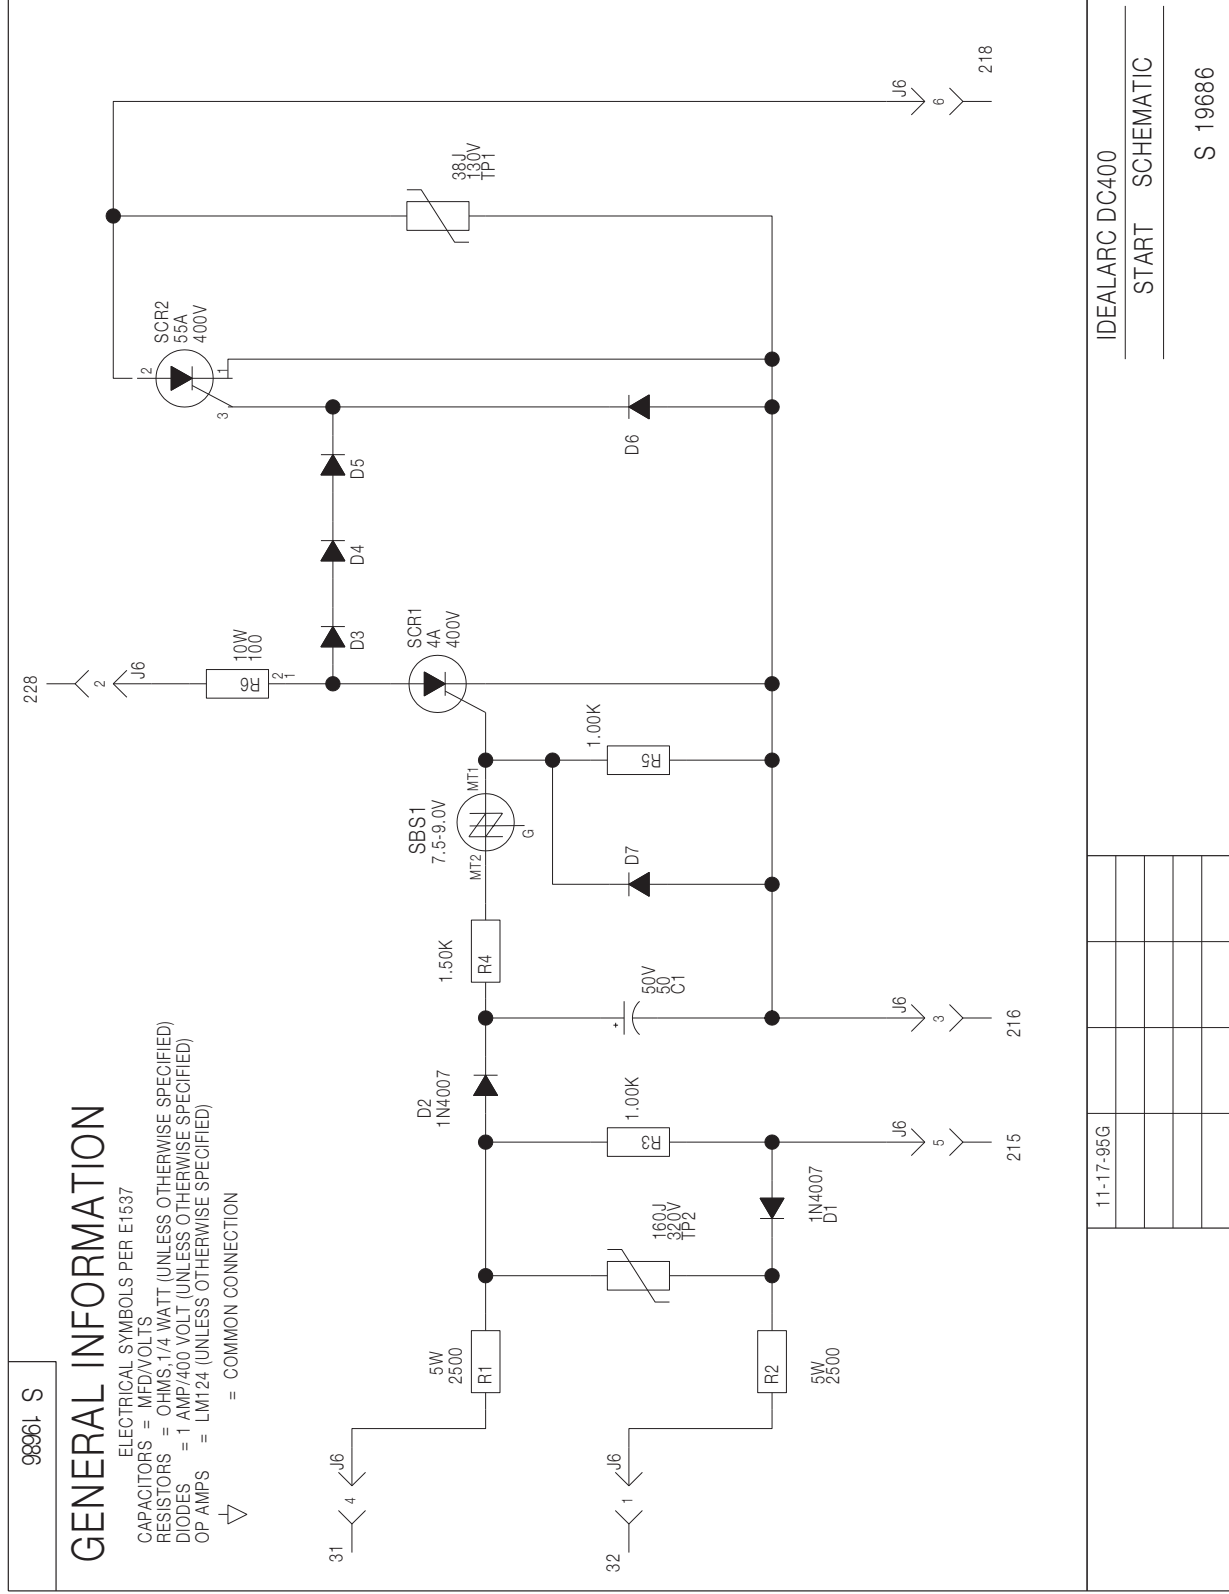 S 19686
GENERAL INFORMATION
ELECTRICAL SYMBOLS PER E1537
CAPACITORS = MFD/VOLTS
RESISTORS = OHMS,1/4 WATT (UNLESS OTHERWISE SPECIFIED)
DIODES = 1 AMP/400 VOLT (UNLESS OTHERWISE SPECIFIED)
OP AMPS = LM124 (UNLESS OTHERWISE SPECIFIED)
= COMMON CONNECTION
228
2
J6
10W
100
R6
2
1
D3
D4
D5
SCR2
55A
400V
2
1
3
38J
130V
TP1
J6
6
218
SCR1
4A
400V
D6
SBS1
7.5-9.0V
MT2
MT1
G
1.00K
R5
D7
1.50K
R4
50V
50
C1
J6
3
216
D2
1N4007
1.00K
R3
J6
5
215
1N4007
D1
160J
320V
TP2
5W
2500
R1
5W
2500
R2
31
4
J6
32
1
J6
11-17-95G
IDEALARC DC400
START SCHEMATIC
S 19686